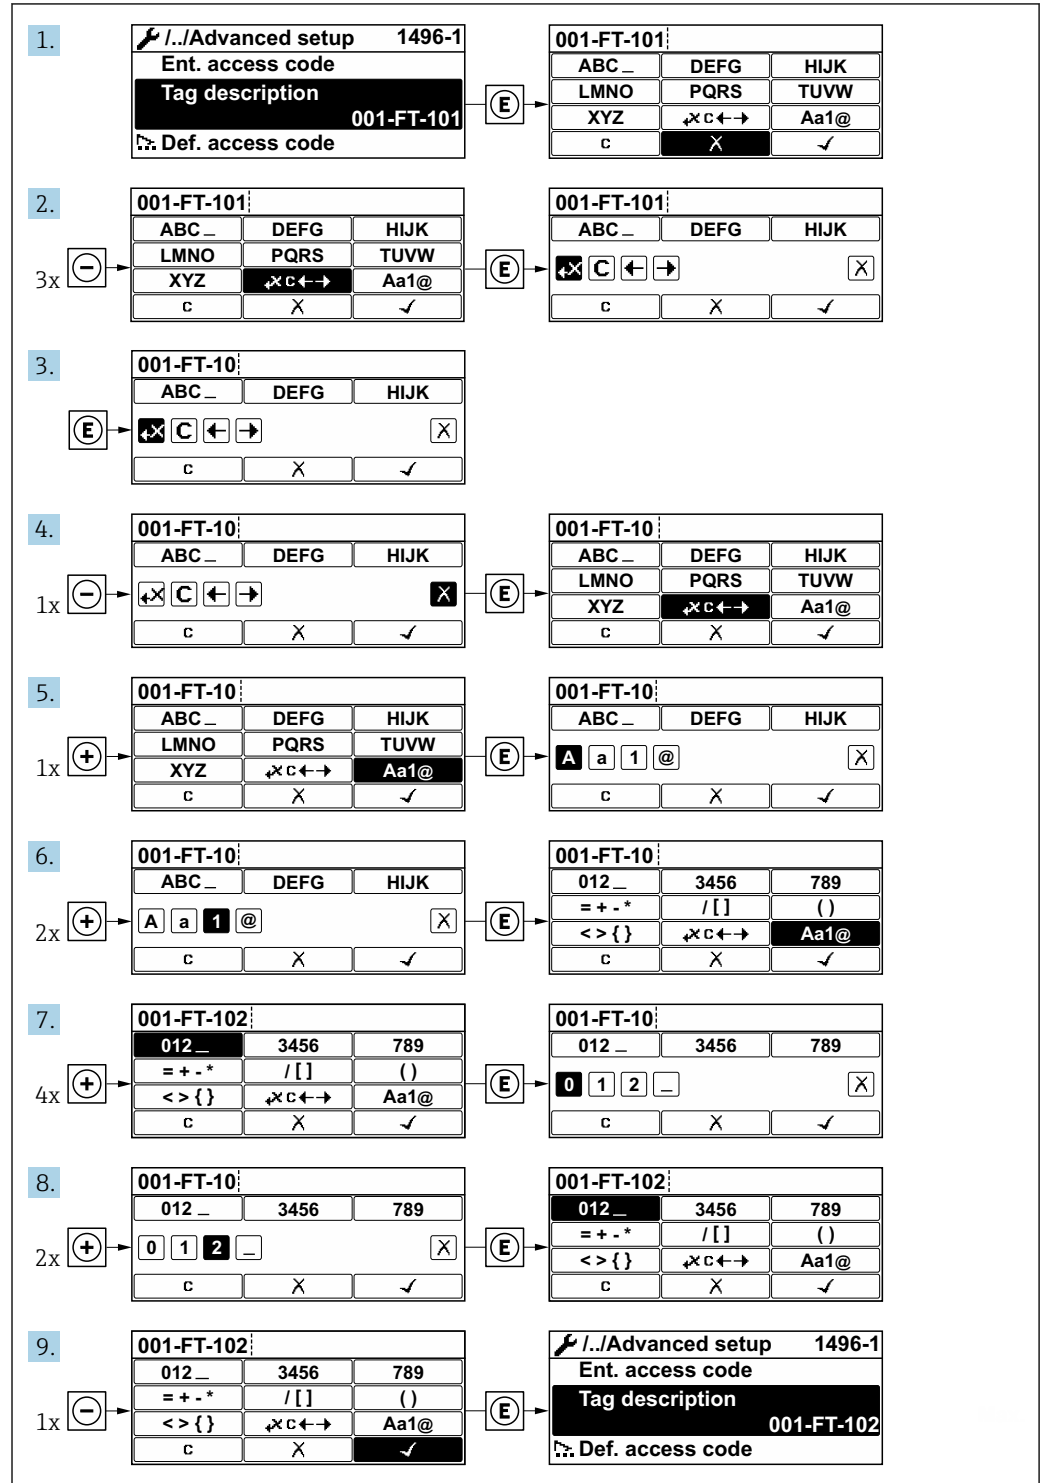 1.
/../Advanced setup 1496-1
Ent. access code
Tag description
001-FT-101
Def. access code
E
001-FT-101
ABC_ DEFG HIJK
LMNO PQRS TUVW
XYZ C←→ Aa1@
C X ✓
2.
3x −
001-FT-101
ABC_ DEFG HIJK
LMNO PQRS TUVW
XYZ C←→ Aa1@
C X ✓
E
001-FT-101
ABC_ DEFG HIJK
C ← → X
C X ✓
3.
E
001-FT-10
ABC_ DEFG HIJK
C ← → X
C X ✓
4.
1x −
001-FT-10
ABC_ DEFG HIJK
C ← → X
C X ✓
E
001-FT-10
ABC_ DEFG HIJK
LMNO PQRS TUVW
XYZ C←→ Aa1@
C X ✓
5.
1x +
001-FT-10
ABC_ DEFG HIJK
LMNO PQRS TUVW
XYZ C←→ Aa1@
C X ✓
E
001-FT-10
ABC_ DEFG HIJK
A a 1 @ X
C X ✓
6.
2x +
001-FT-10
ABC_ DEFG HIJK
A a 1 @ X
C X ✓
E
001-FT-10
012_ 3456 789
= + - * / [ ] ( )
< > { } C←→ Aa1@
C X ✓
7.
4x +
001-FT-102
012_ 3456 789
= + - * / [ ] ( )
< > { } C←→ Aa1@
C X ✓
E
001-FT-10
012_ 3456 789
0 1 2 _ X
C X ✓
8.
2x +
001-FT-10
012_ 3456 789
0 1 2 _ X
C X ✓
E
001-FT-102
012_ 3456 789
= + - * / [ ] ( )
< > { } C←→ Aa1@
C X ✓
9.
1x −
001-FT-102
012_ 3456 789
= + - * / [ ] ( )
< > { } C←→ Aa1@
C X ✓
E
/../Advanced setup 1496-1
Ent. access code
Tag description
001-FT-102
Def. access code